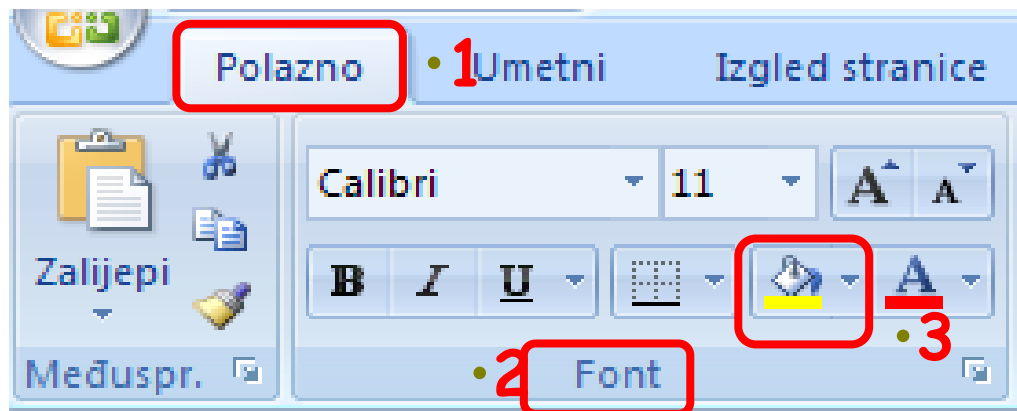 Polazno • 1 Umetni Izgled stranice
Calibri 11 A A
Zalijepi B I U A
• 3
Međuspr. • 2 Font